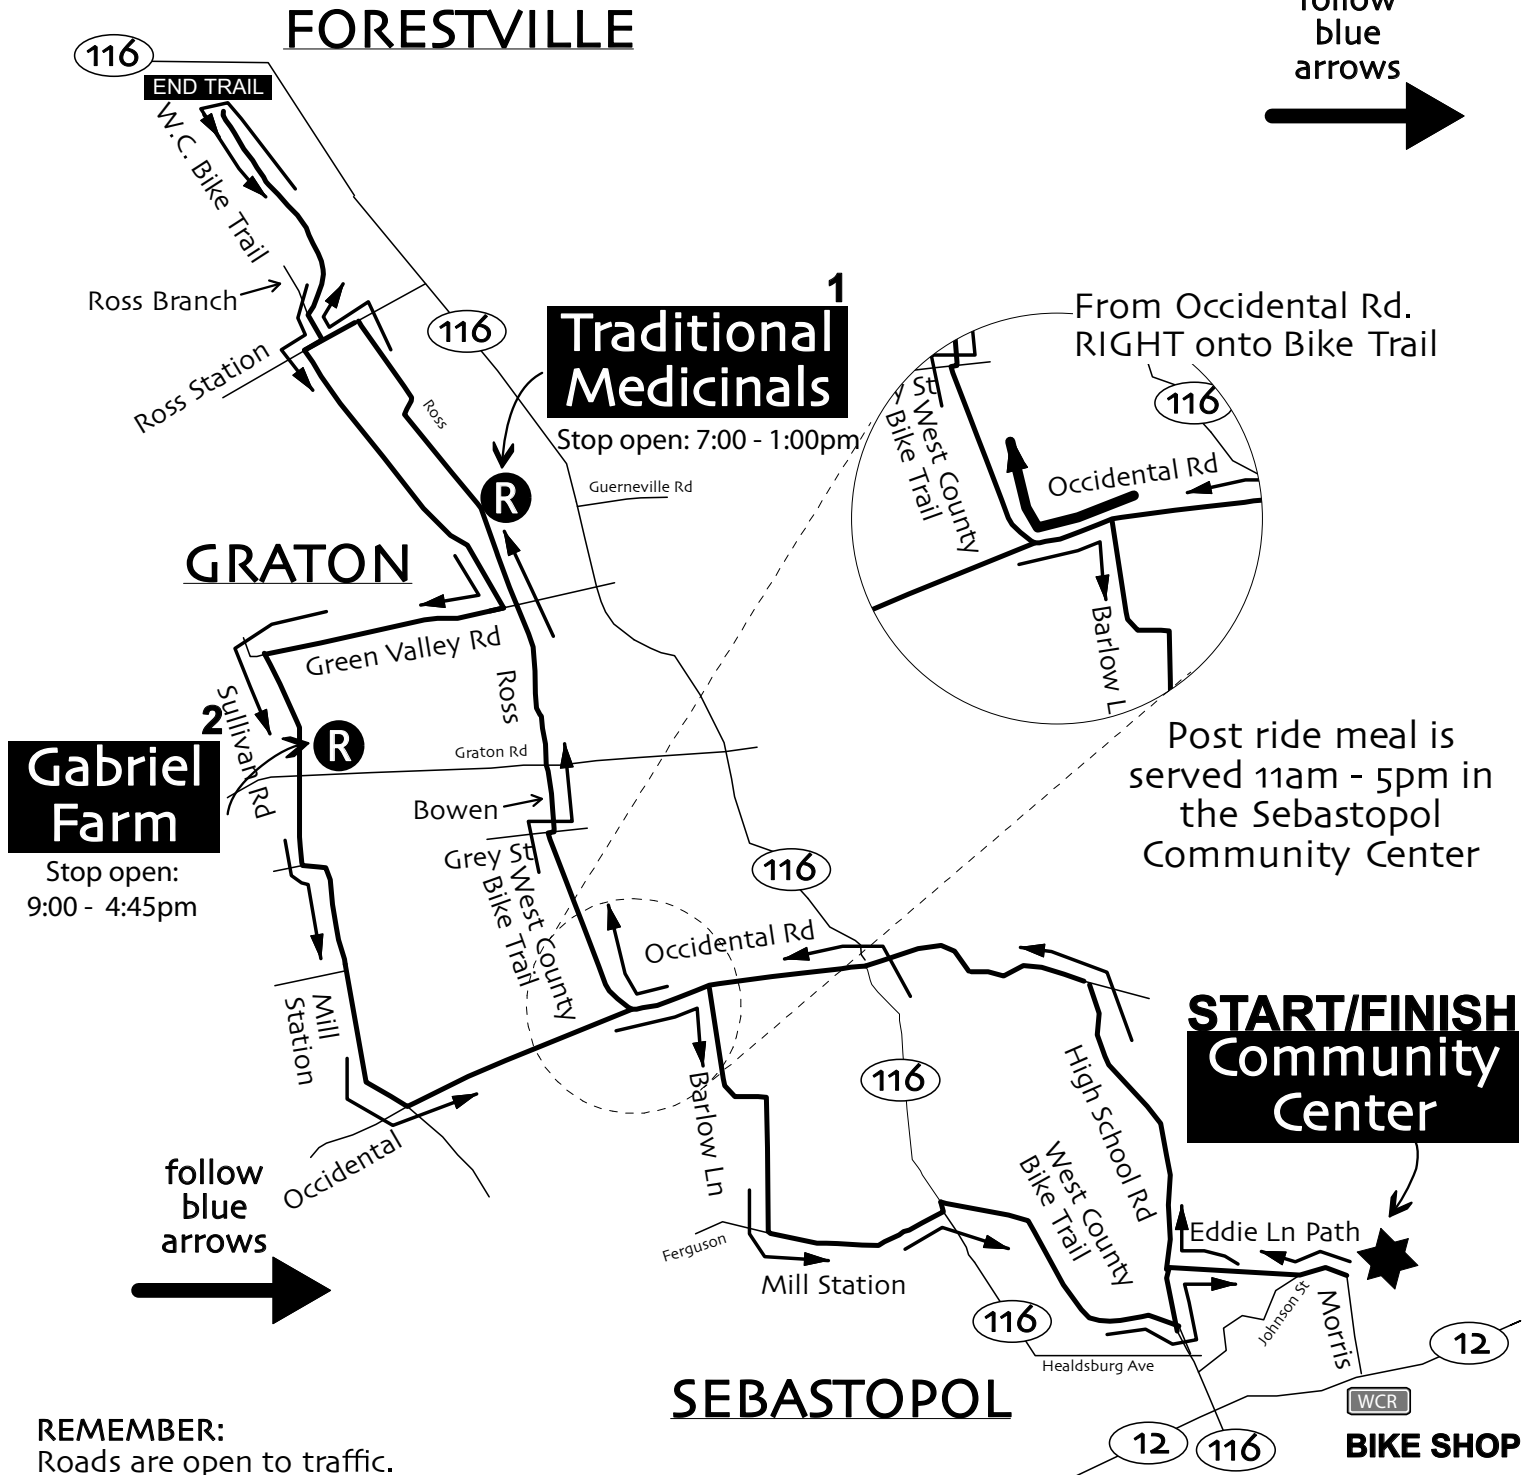 FORESTVILLE
follow
blue
arrows
116
END TRAIL
W.C. Bike Trail
Ross Branch
Ross Station
116
Ross
1
Traditional
Medicinals
Stop open: 7:00 - 1:00pm
R
Guerneville Rd
From Occidental Rd.
RIGHT onto Bike Trail
116
y St
West County
Bike Trail
Occidental Rd
Barlow L
GRATON
Green Valley Rd
Ross
Sullivan Rd
2
R
Gabriel
Farm
Stop open:
9:00 - 4:45pm
Graton Rd
Bowen
Grey St
West County
Bike Trail
116
Occidental Rd
Post ride meal is
served 11am - 5pm in
the Sebastopol
Community Center
START/FINISH
Community
Center
Mill
Station
116
Barlow Ln
High School Rd
West County
Bike Trail
Occidental
follow
blue
arrows
Ferguson
Mill Station
Eddie Ln Path
Johnson St
Morris
116
12
Healdsburg Ave
SEBASTOPOL
WCR
BIKE SHOP
12
116
REMEMBER:
Roads are open to traffic.